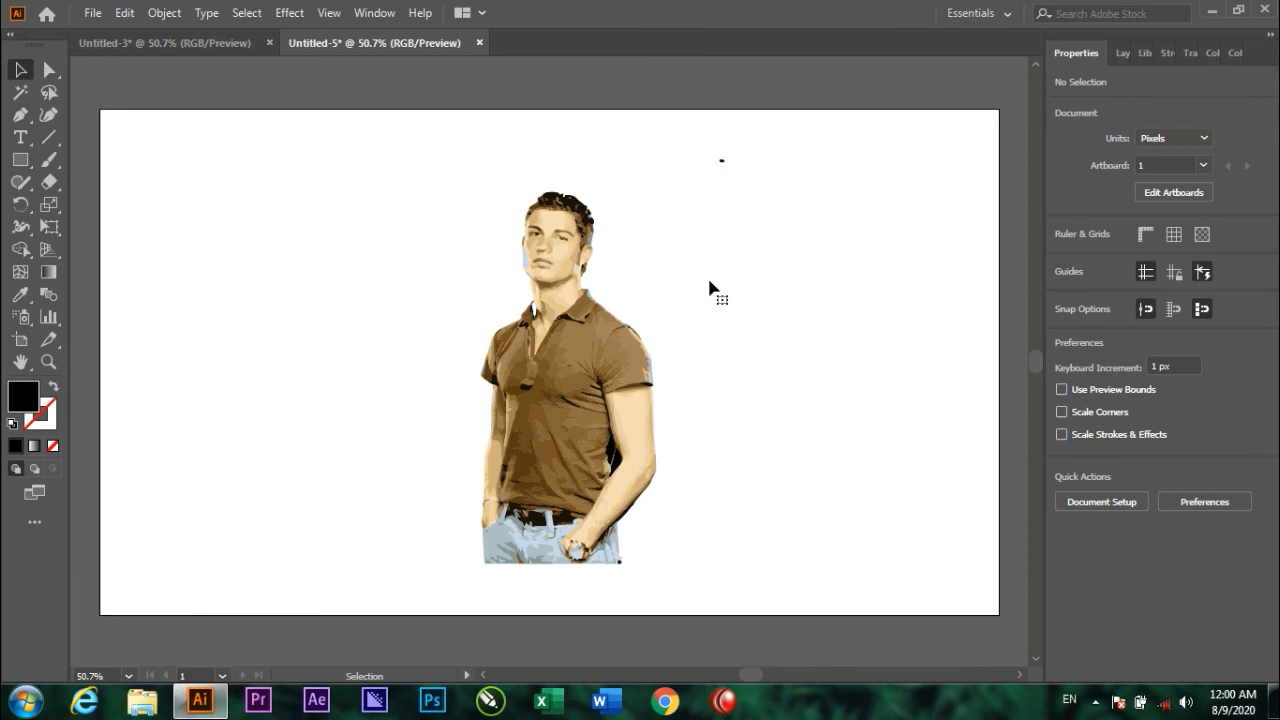 Ai File Edit Object Type Select Effect View Window Help Essentials Search Adobe Stock
Untitled-3* @ 50.7% (RGB/Preview) Untitled-5* @ 50.7% (RGB/Preview)
Properties Lay Lib Str Tra Col Col
No Selection
Document
Units: Pixels
Artboard: 1
Edit Artboards
Ruler & Grids
Guides
Snap Options
Preferences
Keyboard Increment: 1 px
Use Preview Bounds
Scale Corners
Scale Strokes & Effects
Quick Actions
Document Setup Preferences
50.7% 1 Selection
Ai Pr Ae Ps EN 12:00 AM
8/9/2020